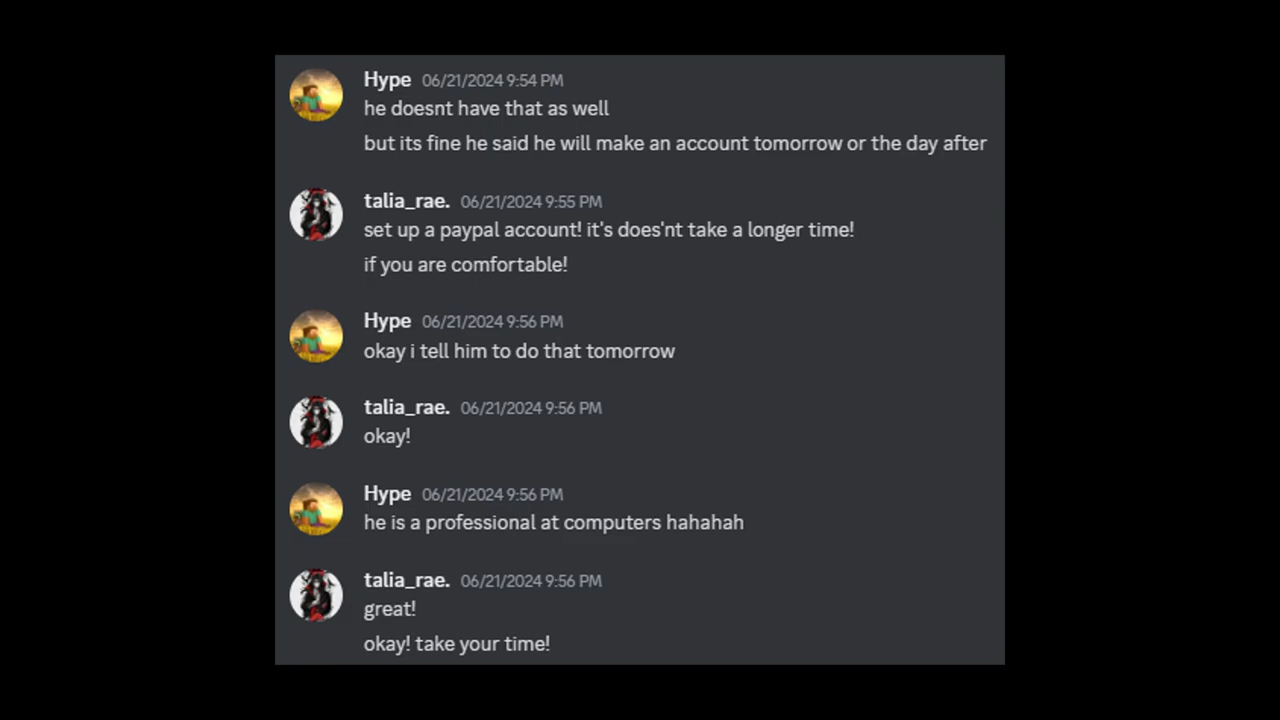 Hype 06/21/2024 9:54 PM
he doesnt have that as well
but its fine he said he will make an account tomorrow or the day after
talia_rae. 06/21/2024 9:55 PM
set up a paypal account! it's does'nt take a longer time!
if you are comfortable!
Hype 06/21/2024 9:56 PM
okay i tell him to do that tomorrow
talia_rae. 06/21/2024 9:56 PM
okay!
Hype 06/21/2024 9:56 PM
he is a professional at computers hahahah
talia_rae. 06/21/2024 9:56 PM
great!
okay! take your time!